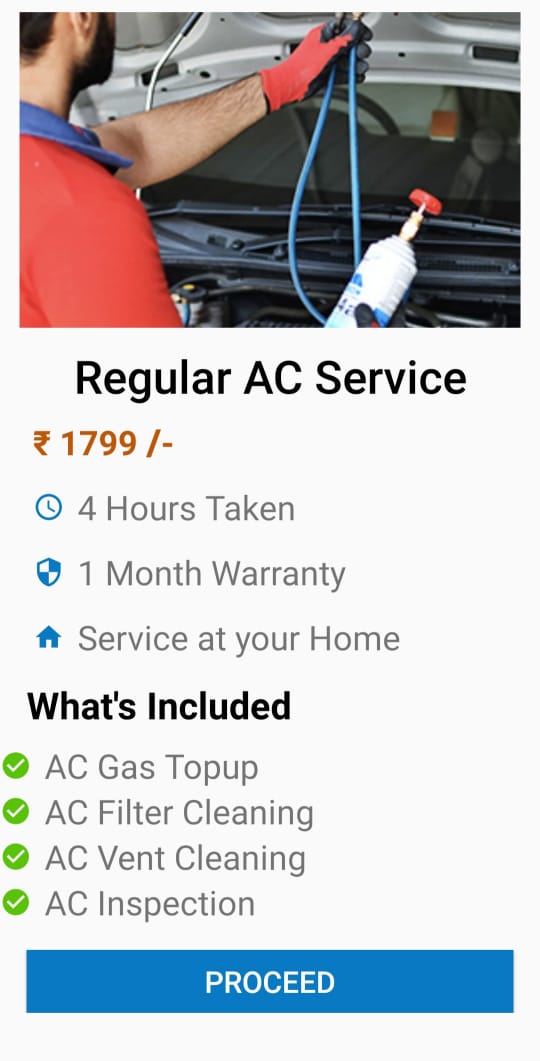 Regular AC Service
₹ 1799 /-
4 Hours Taken
1 Month Warranty
Service at your Home
What's Included
AC Gas Topup
AC Filter Cleaning
AC Vent Cleaning
AC Inspection
PROCEED